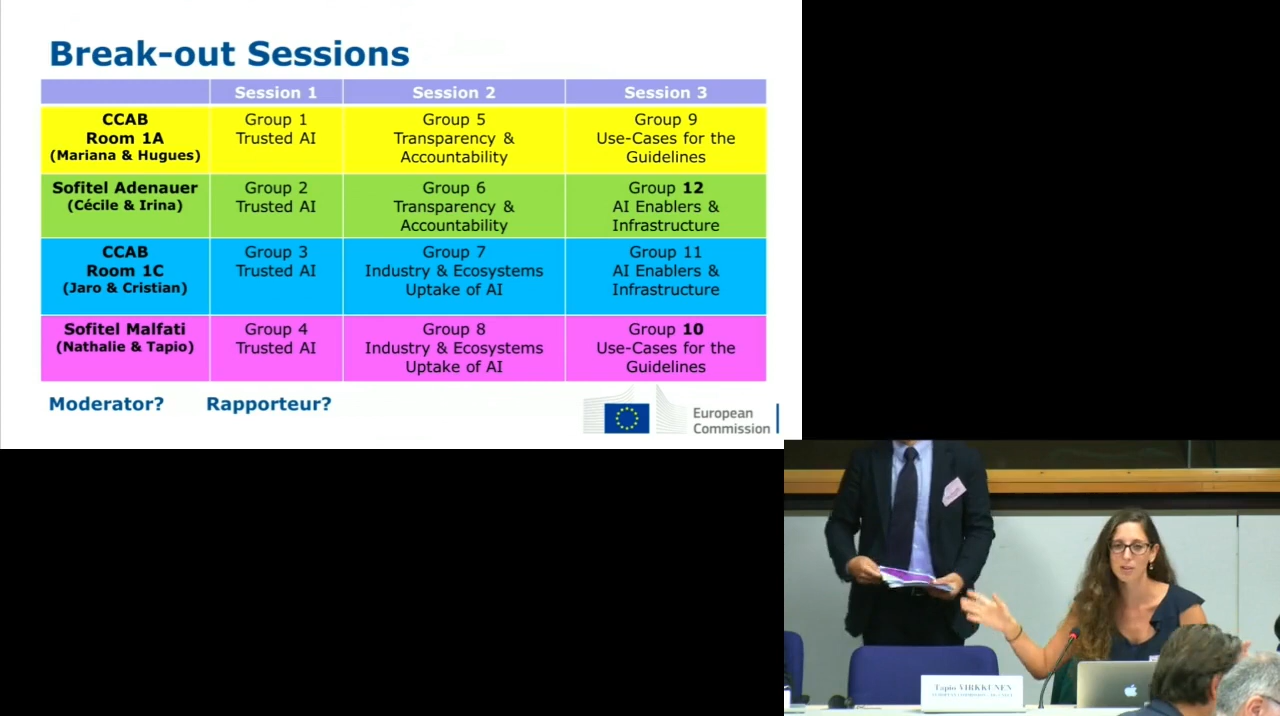 Break-out Sessions
Session 1
Session 2
Session 3
CCAB
Room 1A
(Mariana & Hugues)
Group 1
Trusted AI
Group 5
Transparency &
Accountability
Group 9
Use-Cases for the
Guidelines
Sofitel Adenauer
(Cécile & Irina)
Group 2
Trusted AI
Group 6
Transparency &
Accountability
Group 12
AI Enablers &
Infrastructure
CCAB
Room 1C
(Jaro & Cristian)
Group 3
Trusted AI
Group 7
Industry & Ecosystems
Uptake of AI
Group 11
AI Enablers &
Infrastructure
Sofitel Malfati
(Nathalie & Tapio)
Group 4
Trusted AI
Group 8
Industry & Ecosystems
Uptake of AI
Group 10
Use-Cases for the
Guidelines
Moderator? Rapporteur?
European
Commission
Tapio VIRKKUNEN